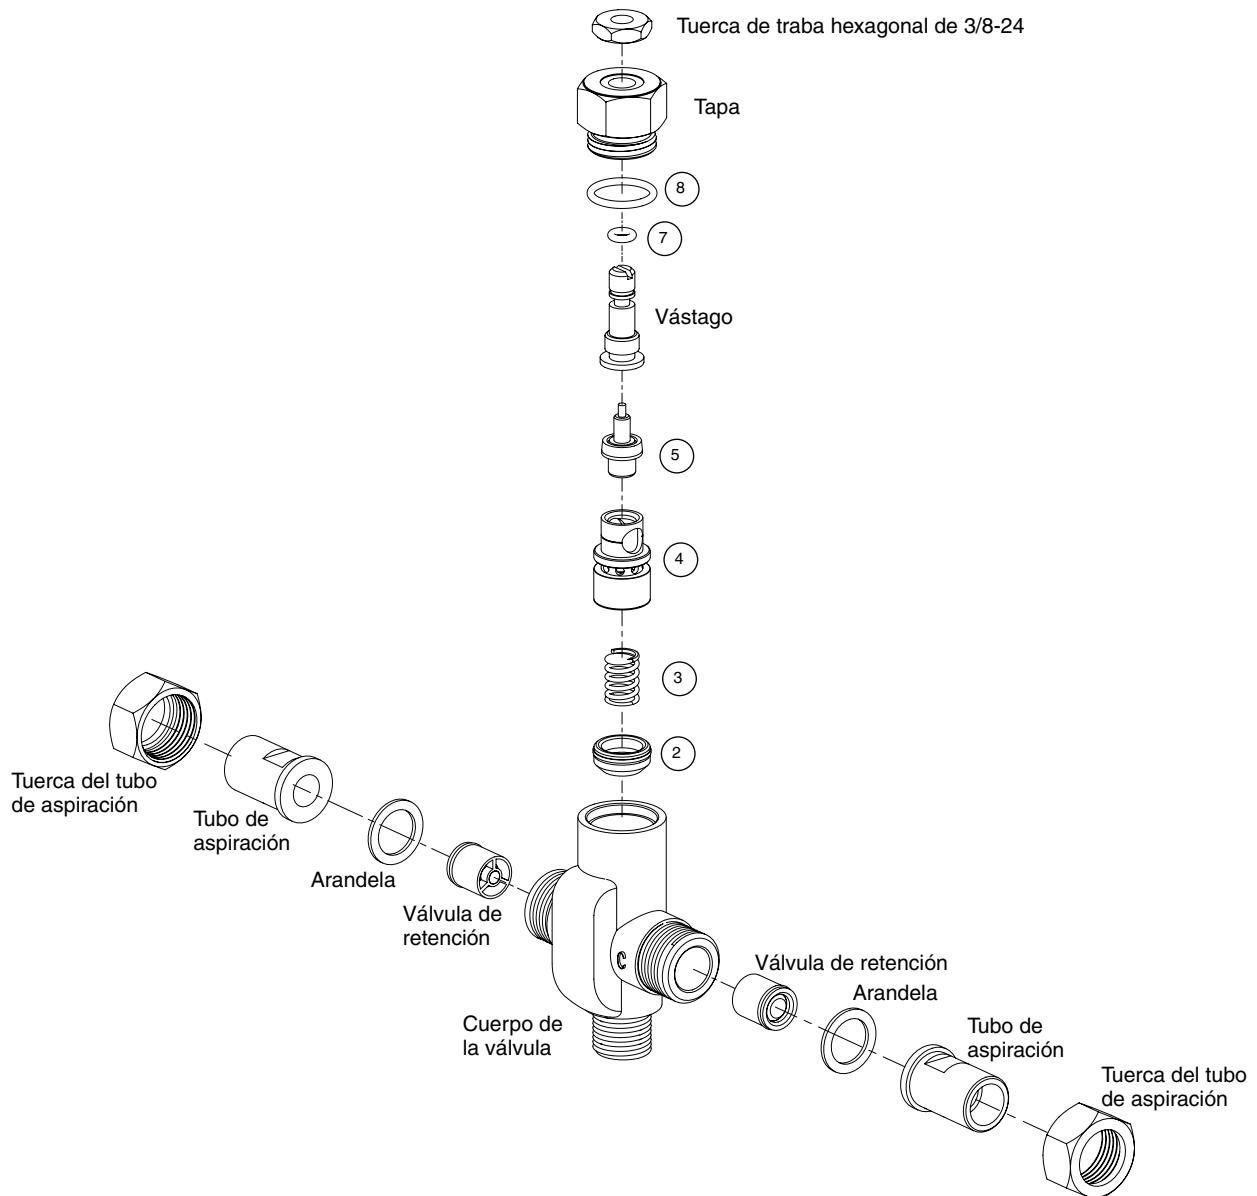 Tuerca de traba hexagonal de 3/8-24
Tapa
8
7
Vástago
5
4
3
2
Tuerca del tubo
de aspiración
Tubo de
aspiración
Arandela
Válvula de
retención
C
Válvula de retención
Arandela
Cuerpo de
la válvula
Tubo de
aspiración
Tuerca del tubo
de aspiración